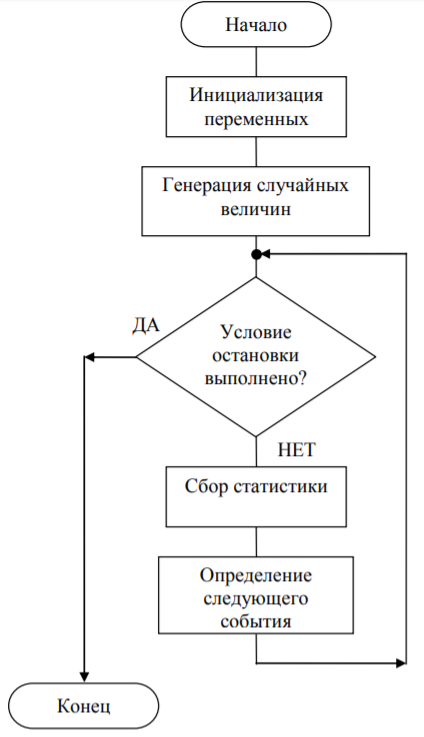 Начало
Инициализация
переменных
Генерация случайных
величин
ДА
Условие
остановки
выполнено?
НЕТ
Сбор статистики
Определение
следующего
события
Конец